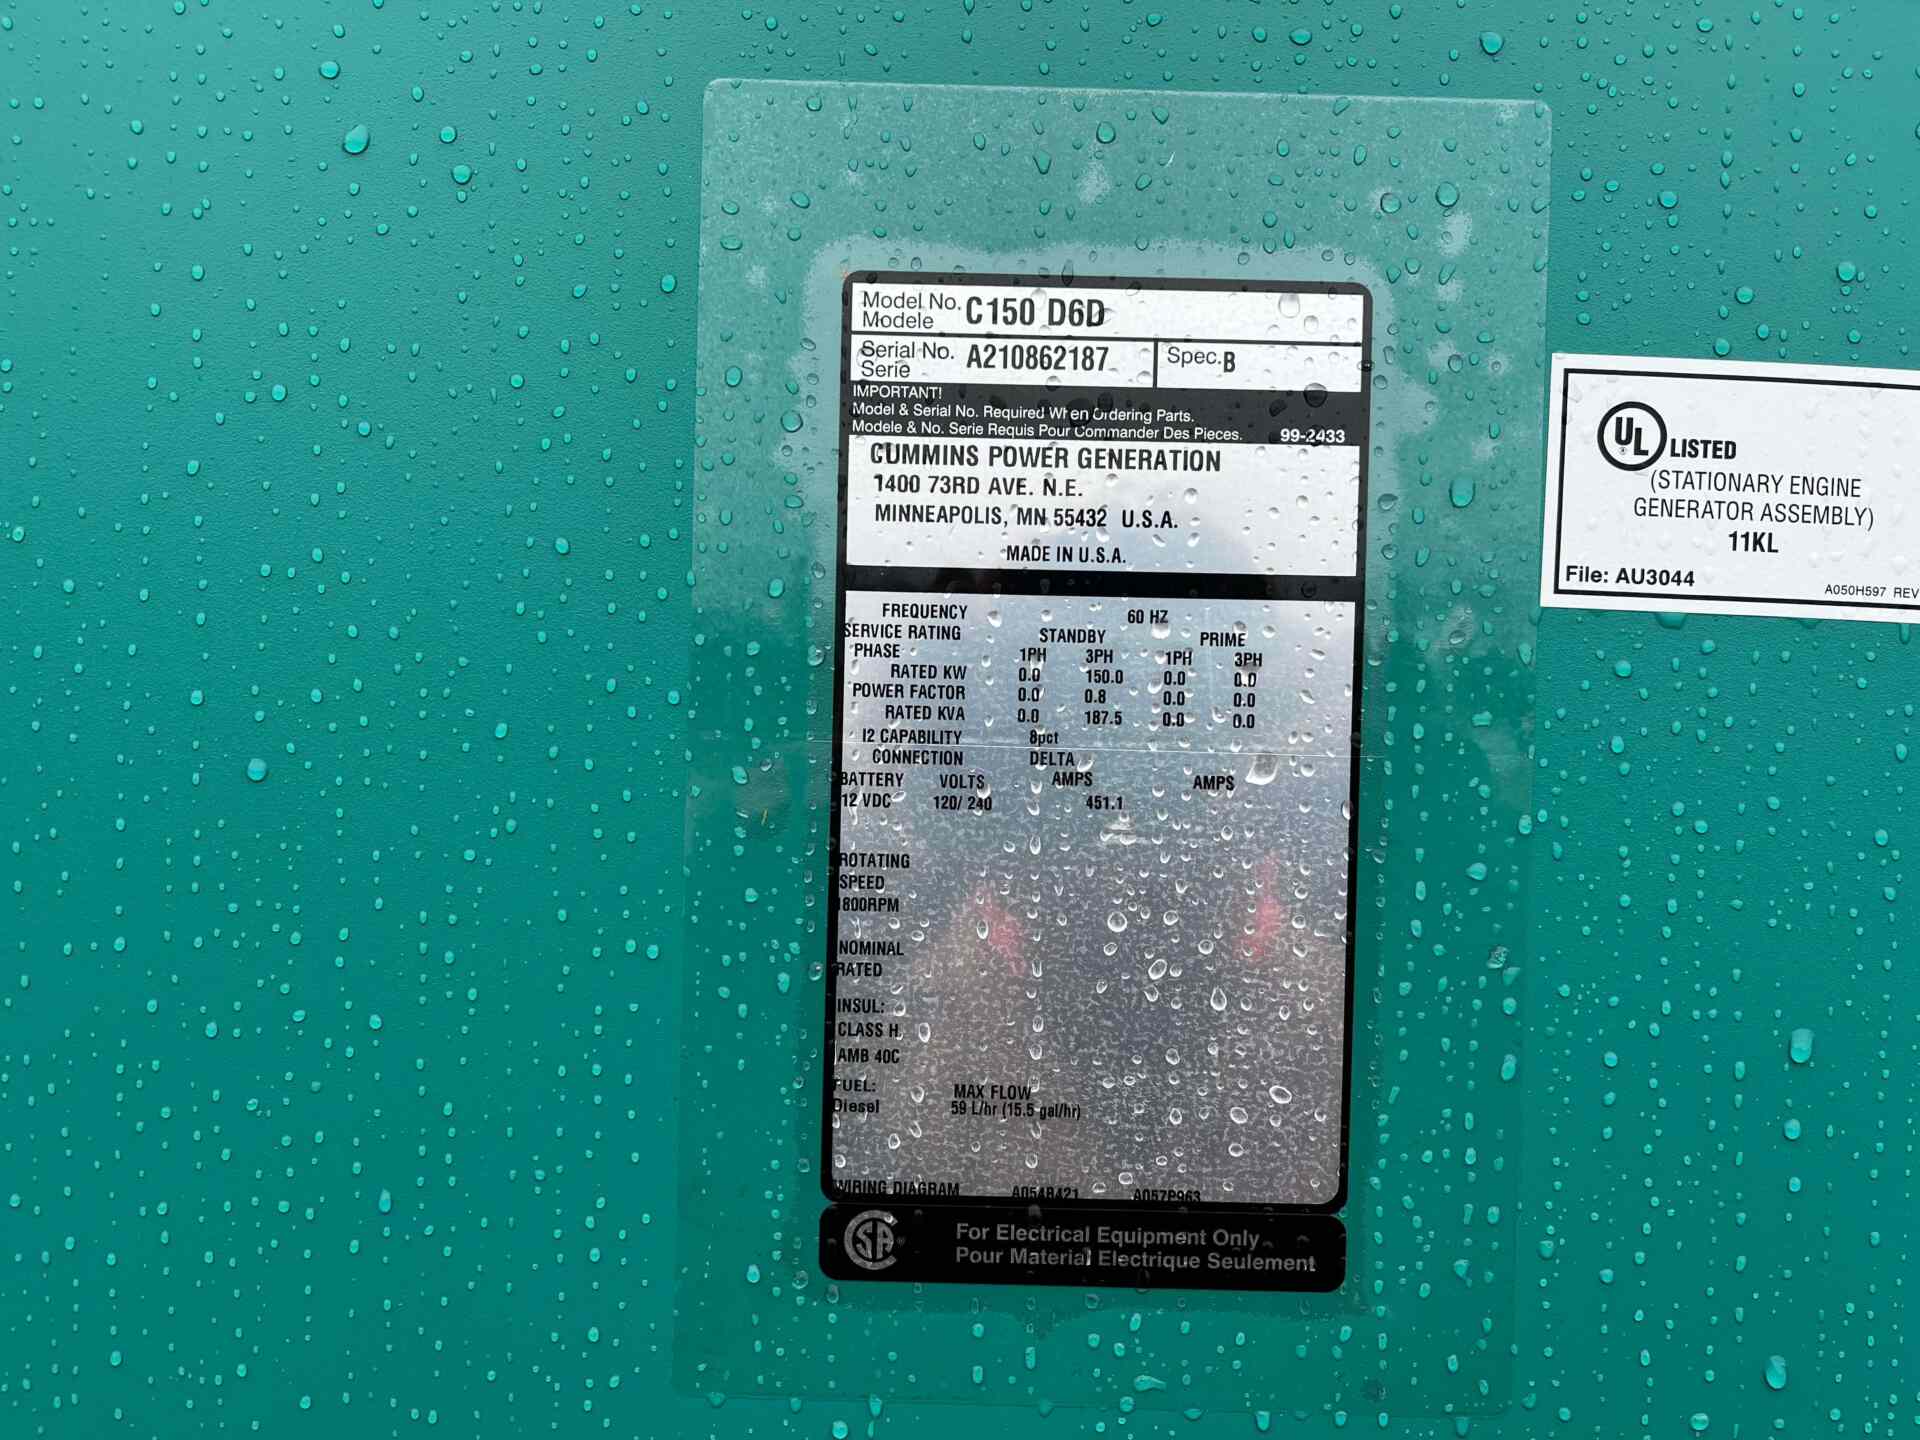 Model No. C150 D6D
Modele
Serial No. A210862187 Spec. B
Serie
IMPORTANT!
Model & Serial No. Required When Ordering Parts.
Modele & No. Serie Requis Pour Commander Des Pieces. 99-2433
CUMMINS POWER GENERATION
1400 73RD AVE. N.E.
MINNEAPOLIS, MN 55432 U.S.A.
MADE IN U.S.A.
FREQUENCY 60 HZ
SERVICE RATING STANDBY PRIME
PHASE 1PH 3PH 1PH 3PH
RATED KW 0.0 150.0 0.0 0.0
POWER FACTOR 0.0 0.8 0.0 0.0
RATED KVA 0.0 187.5 0.0 0.0
I2 CAPABILITY 8pct
CONNECTION DELTA
BATTERY VOLTS AMPS AMPS
12 VDC 120/ 240 451.1
ROTATING
SPEED
1800RPM
NOMINAL
RATED
INSUL:
CLASS H
AMB 40C
FUEL: MAX FLOW
Diesel 59 L/hr (15.5 gal/hr)
WIRING DIAGRAM A054B421 A057P963
CSA ® For Electrical Equipment Only
Pour Material Electrique Seulement
UL ® LISTED
(STATIONARY ENGINE
GENERATOR ASSEMBLY)
11KL
File: AU3044
A050H597 REV